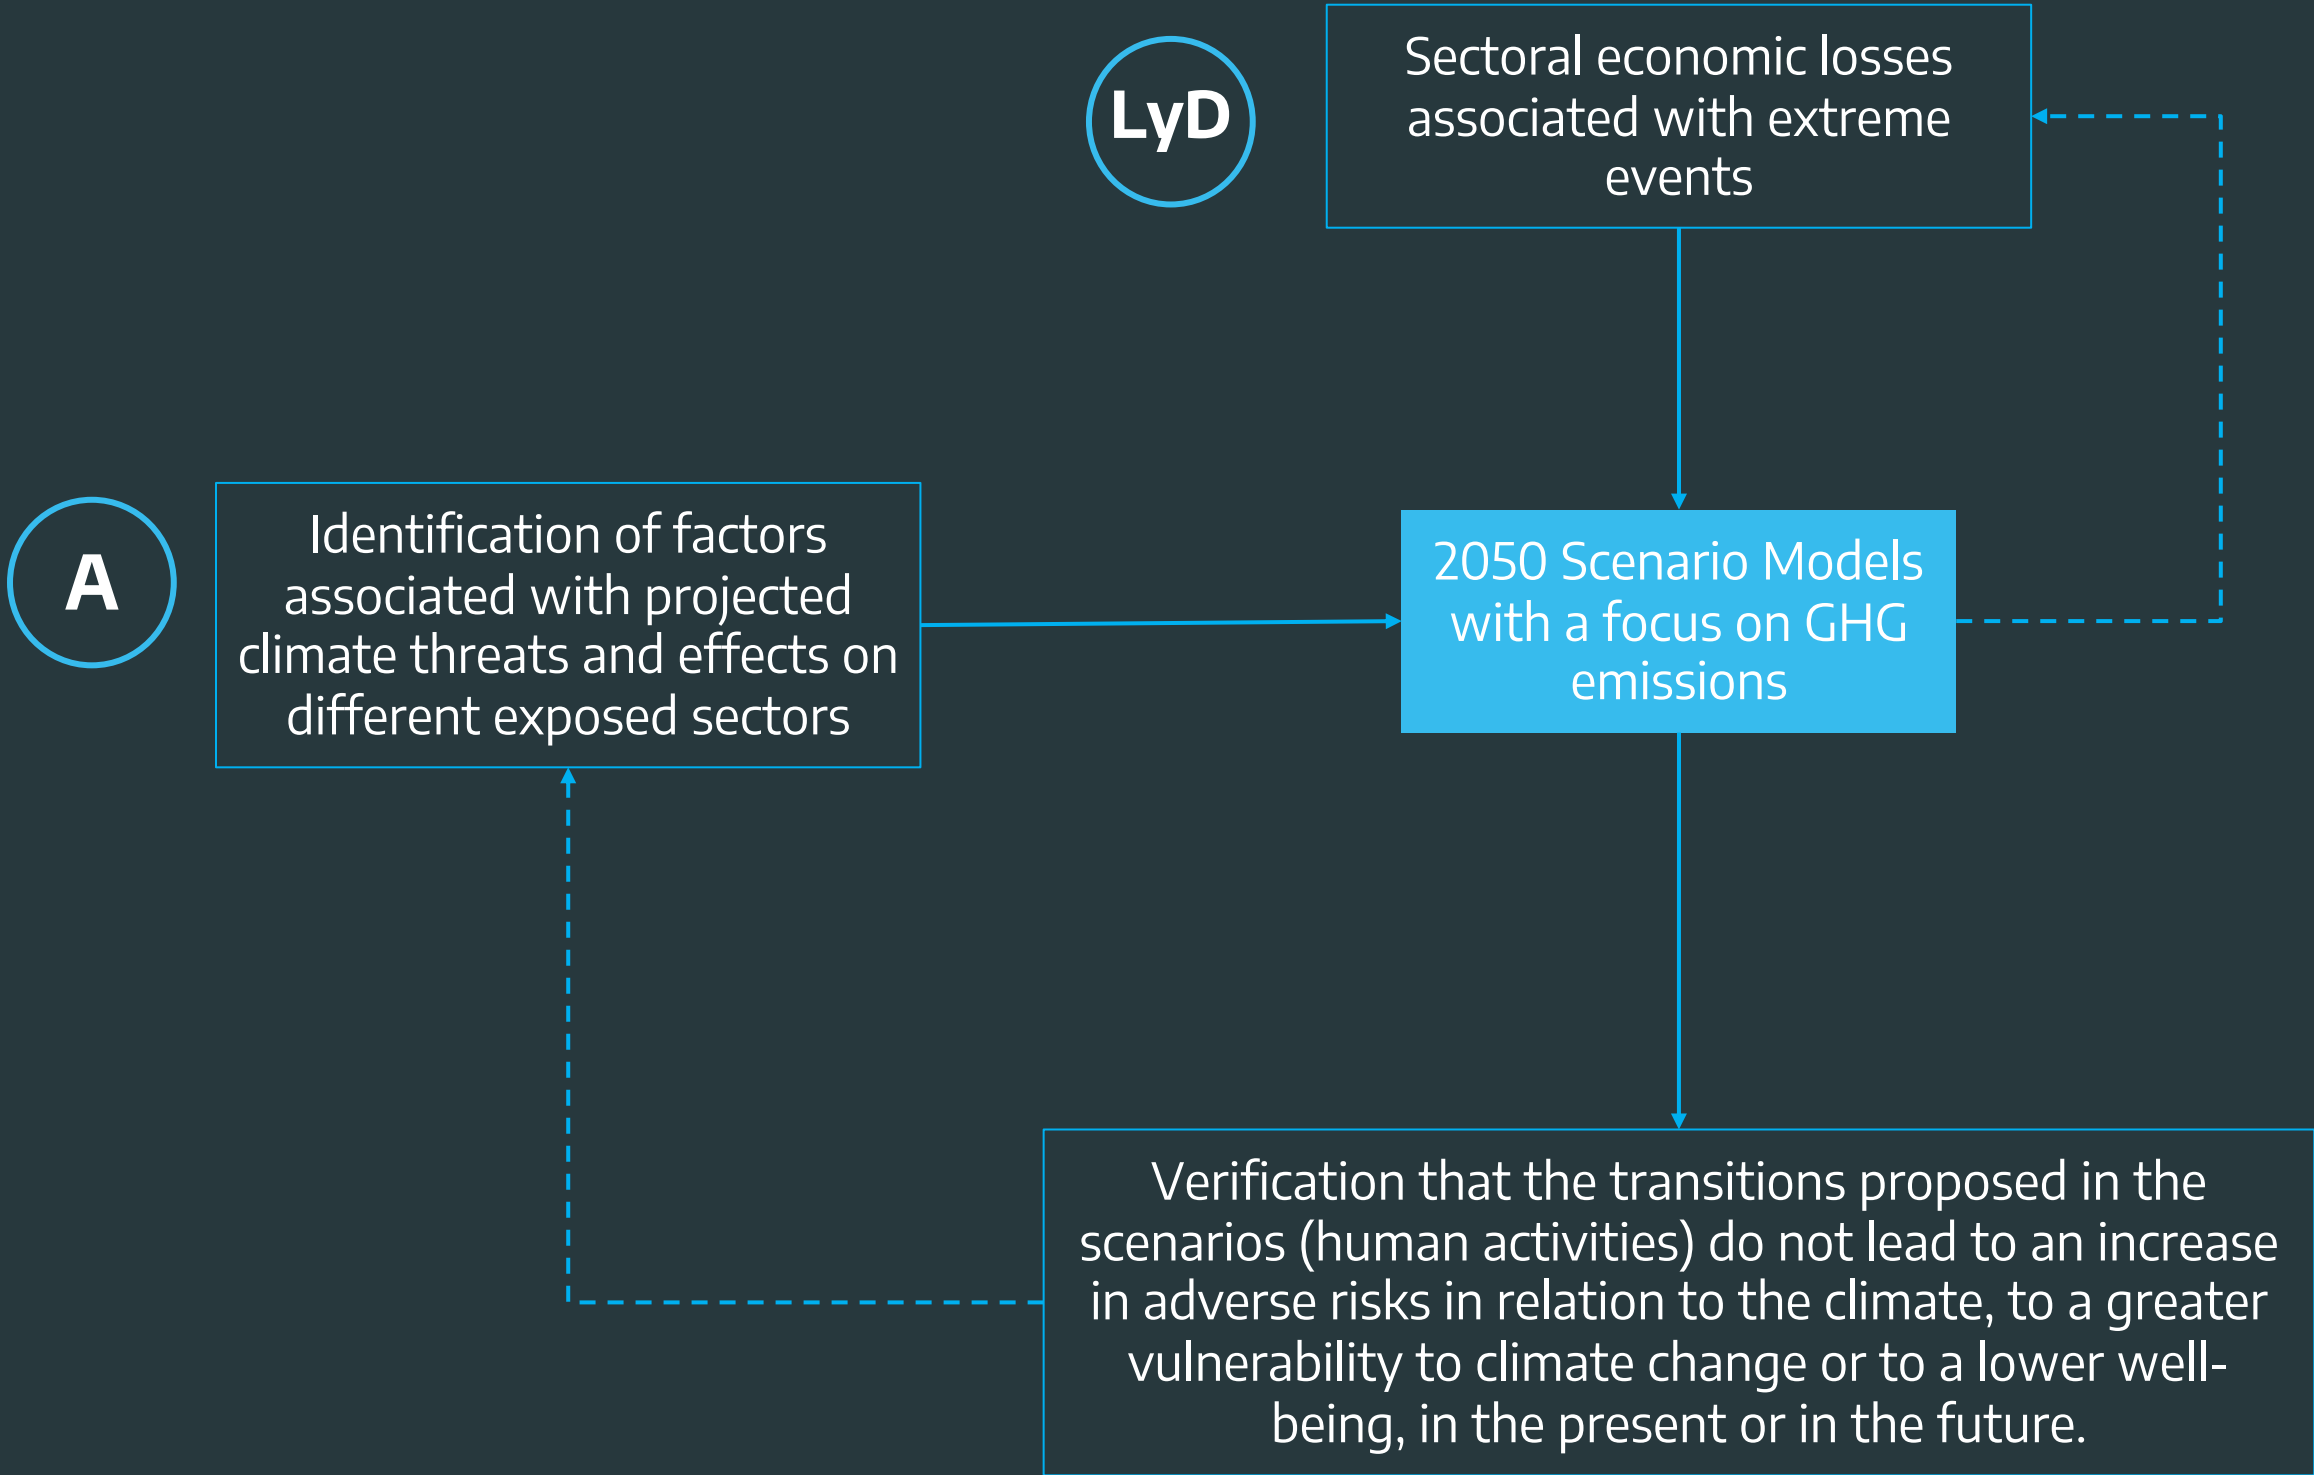 LyD
Sectoral economic losses
associated with extreme
events
A
Identification of factors
associated with projected
climate threats and effects on
different exposed sectors
2050 Scenario Models
with a focus on GHG
emissions
Verification that the transitions proposed in the
scenarios (human activities) do not lead to an increase
in adverse risks in relation to the climate, to a greater
vulnerability to climate change or to a lower well-
being, in the present or in the future.